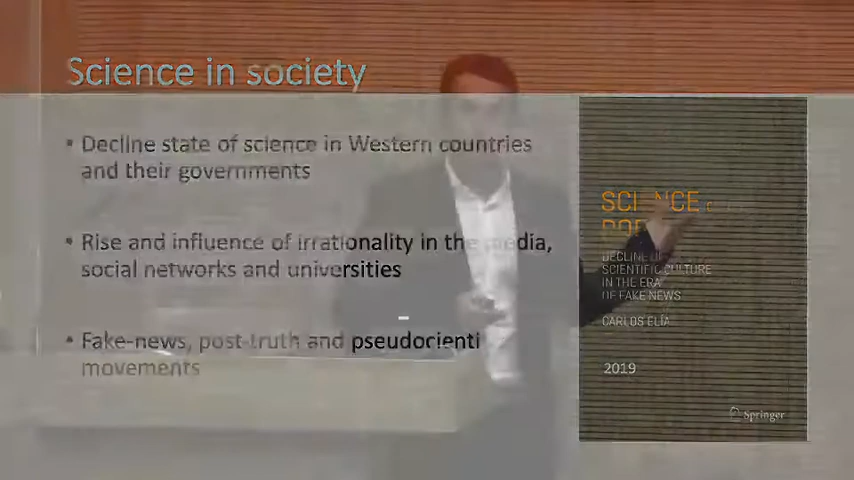 Science in society
• Decline state of science in Western countries
and their governments
• Rise and influence of irrationality in the media,
social networks and universities
• Fake-news, post-truth and pseudocienti
movements
DECLINE OF
SCIENTIFIC CULTURE
IN THE ERA
OF FAKE NEWS
CARLOS ELÍA
2019
Springer